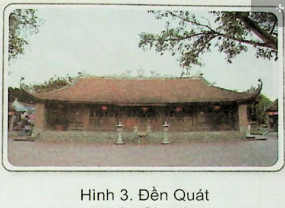 Hình 3. Đền Quát